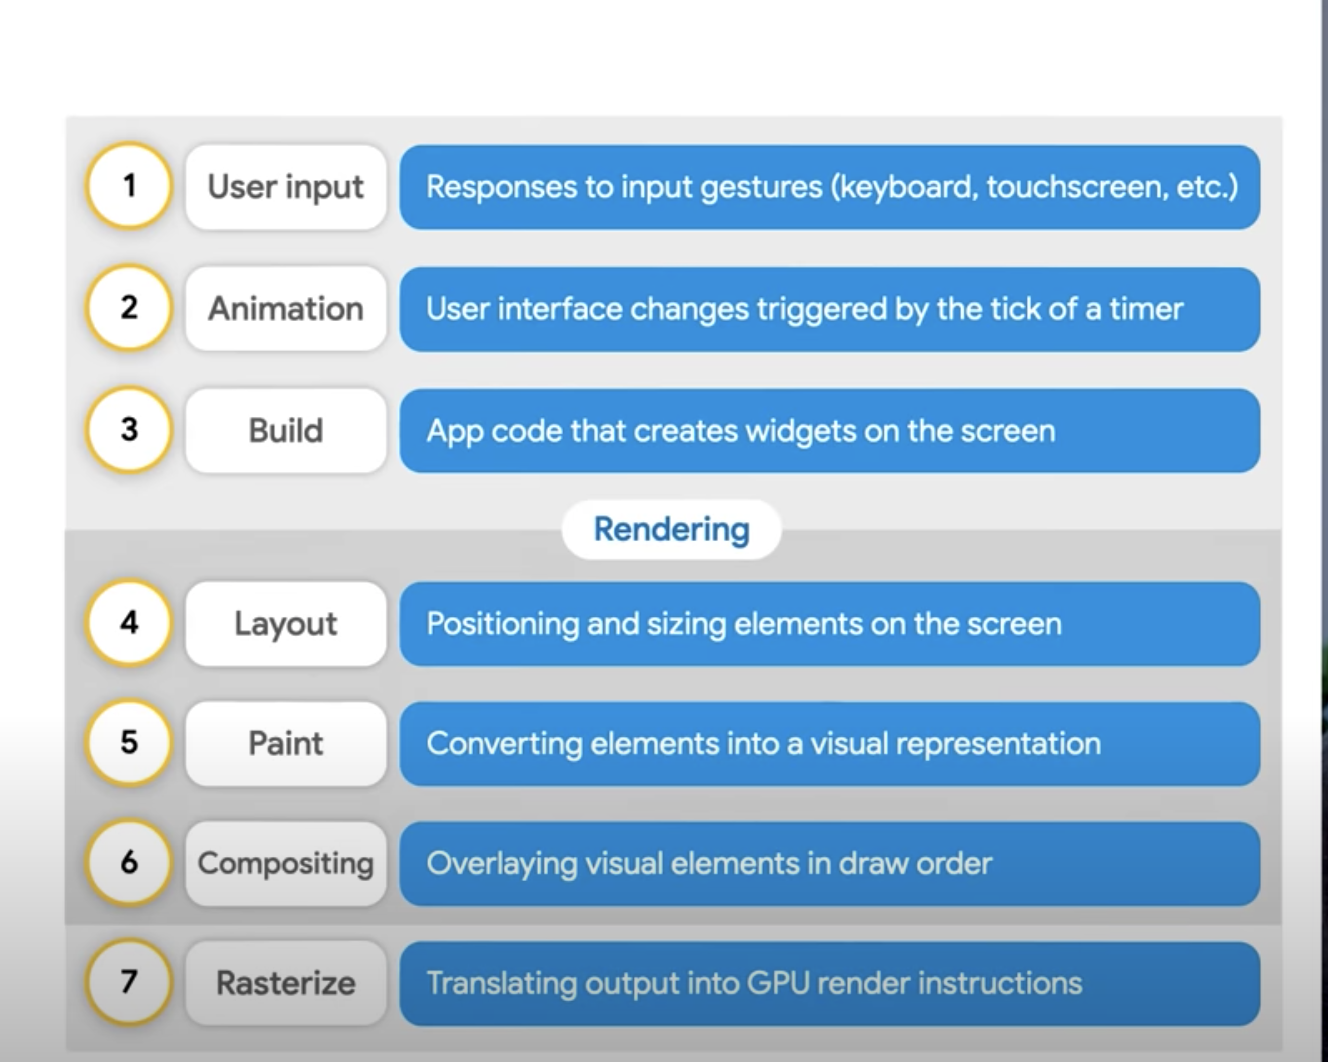 1
User input
Responses to input gestures (keyboard, touchscreen, etc.)
2
Animation
User interface changes triggered by the tick of a timer
3
Build
App code that creates widgets on the screen
Rendering
4
Layout
Positioning and sizing elements on the screen
5
Paint
Converting elements into a visual representation
6
Compositing
Overlaying visual elements in draw order
7
Rasterize
Translating output into GPU render instructions